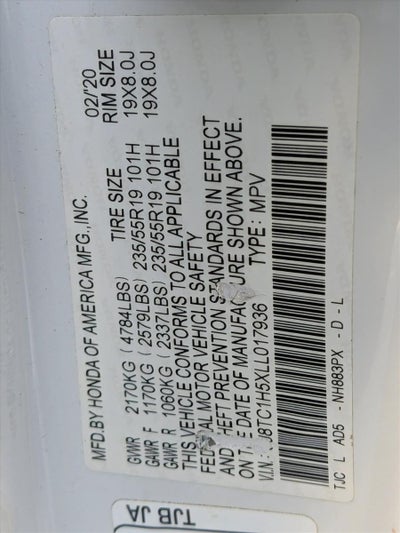 MFD.BY HONDA OF AMERICA MFG.,INC. 02/'20
TIRE SIZE RIM SIZE
GVWR 2170KG (4784LBS)
GAWR F 1170KG (2579LBS) 235/55R19 101H 19X8.0J
GAWR R 1060KG (2337LBS) 235/55R19 101H 19X8.0J
THIS VEHICLE CONFORMS TO ALL APPLICABLE
FEDERAL MOTOR VEHICLE SAFETY
AND THEFT PREVENTION STANDARDS IN EFFECT
ON THE DATE OF MANUFACTURE SHOWN ABOVE.
V.I.N.: J8TC1H5XLL017936 TYPE: MPV
TJC L AD5 - NH883PX - D - L
TJB JA